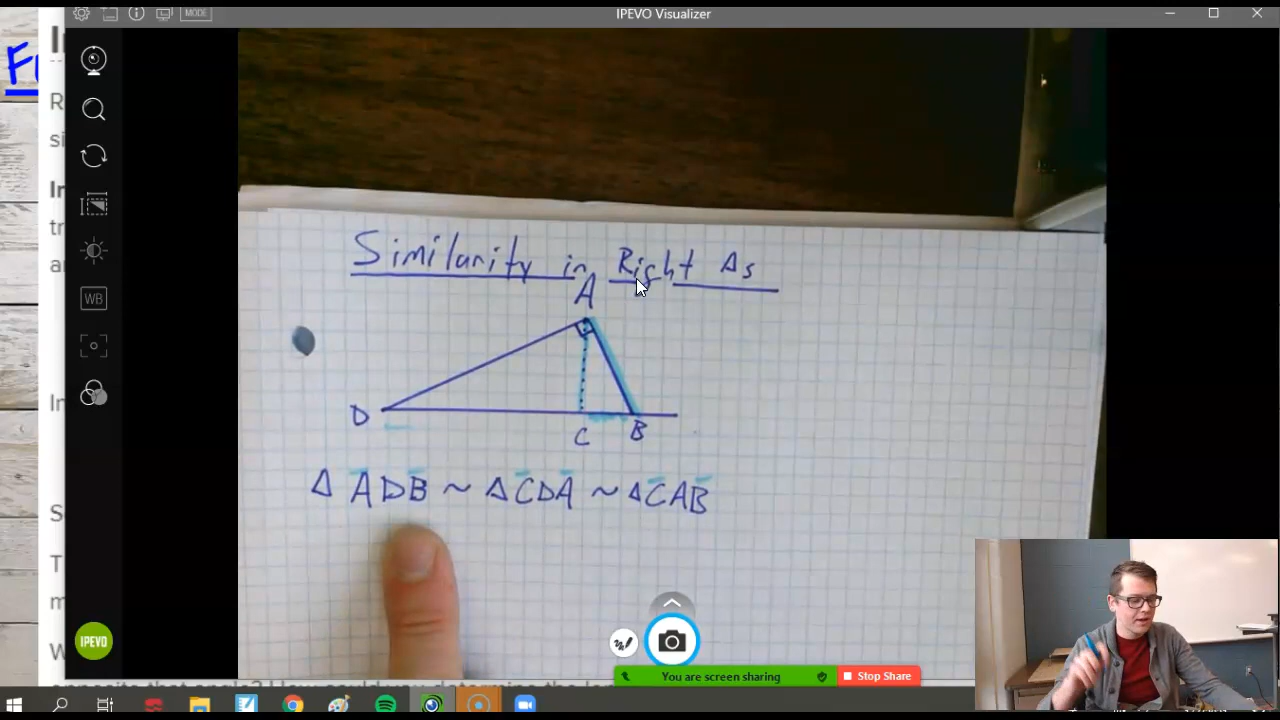 MODE
IPEVO Visualizer
WB
Similarity in Right Δs
A
D
C
B
Δ ADB ~ ΔCDA ~ ΔCAB
IPEVO
You are screen sharing
Stop Share